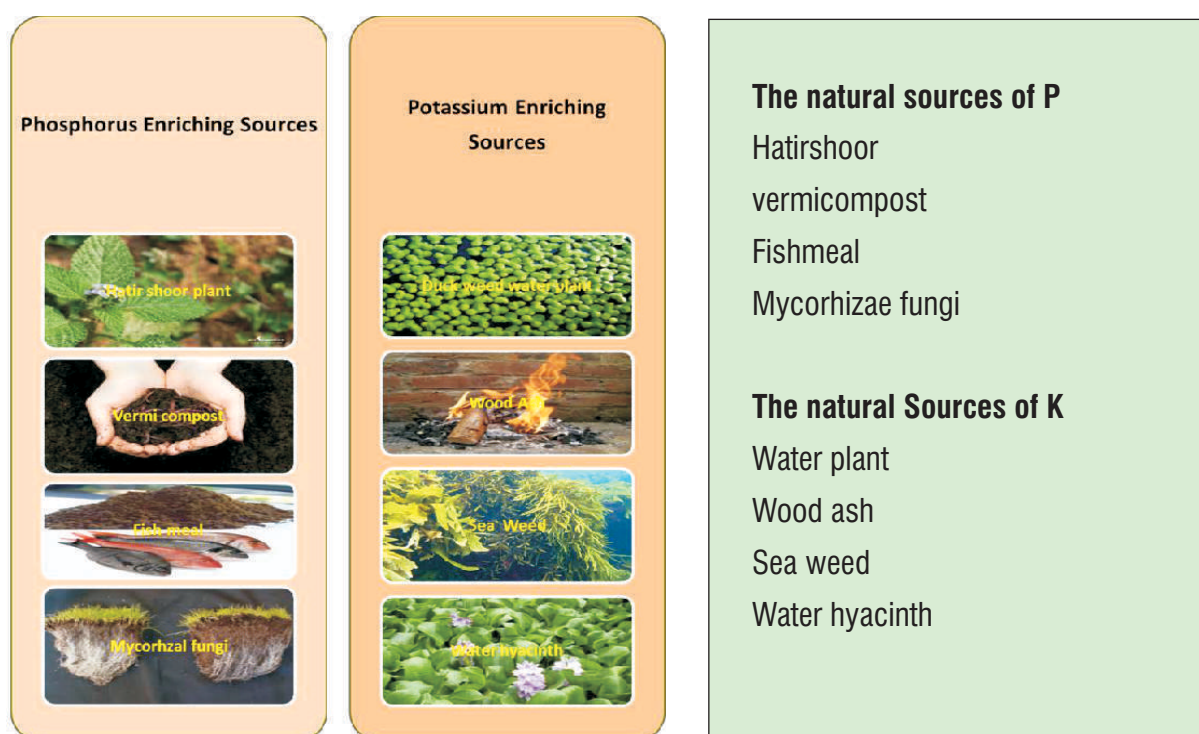 Phosphorus Enriching Sources
Hatir shoor plant
Vermi compost
Fish meal
Mycorhzal fungi
Potassium Enriching
Sources
Duck weed water plant
Wood Ash
Sea Weed
Water hyacinth
The natural sources of P
Hatirshoor
vermicompost
Fishmeal
Mycorhizae fungi
The natural Sources of K
Water plant
Wood ash
Sea weed
Water hyacinth